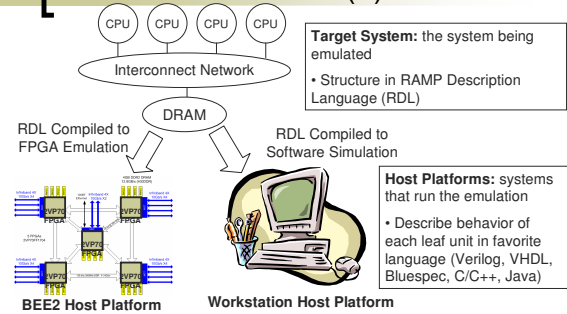 CPU CPU CPU CPU
Interconnect Network
DRAM
Target System: the system being
emulated
• Structure in RAMP Description
Language (RDL)
RDL Compiled to
FPGA Emulation
RDL Compiled to
Software Simulation
2VP70
FPGA
2VP70
FPGA
2VP70
FPGA
2VP70
FPGA
2VP70
FPGA
BEE2 Host Platform
Workstation Host Platform
Host Platforms: systems
that run the emulation
• Describe behavior of
each leaf unit in favorite
language (Verilog, VHDL,
Bluespec, C/C++, Java)